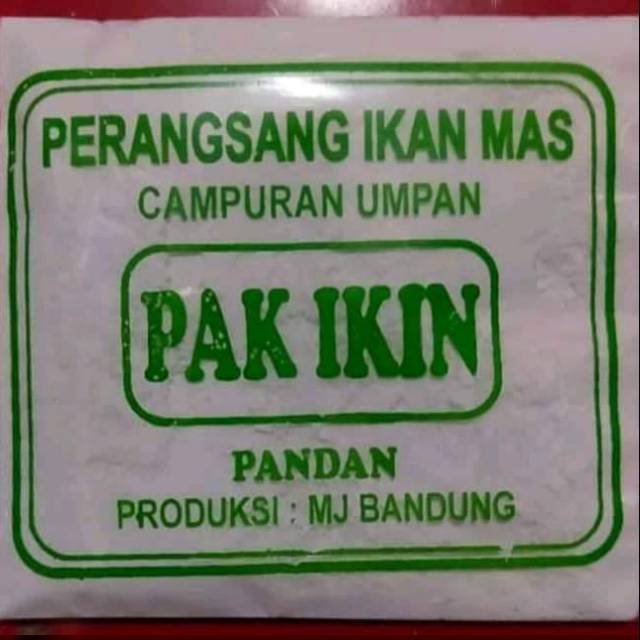 PERANGSANG IKAN MAS
CAMPURAN UMPAN
PAK IKIN
PANDAN
PRODUKSI : MJ BANDUNG